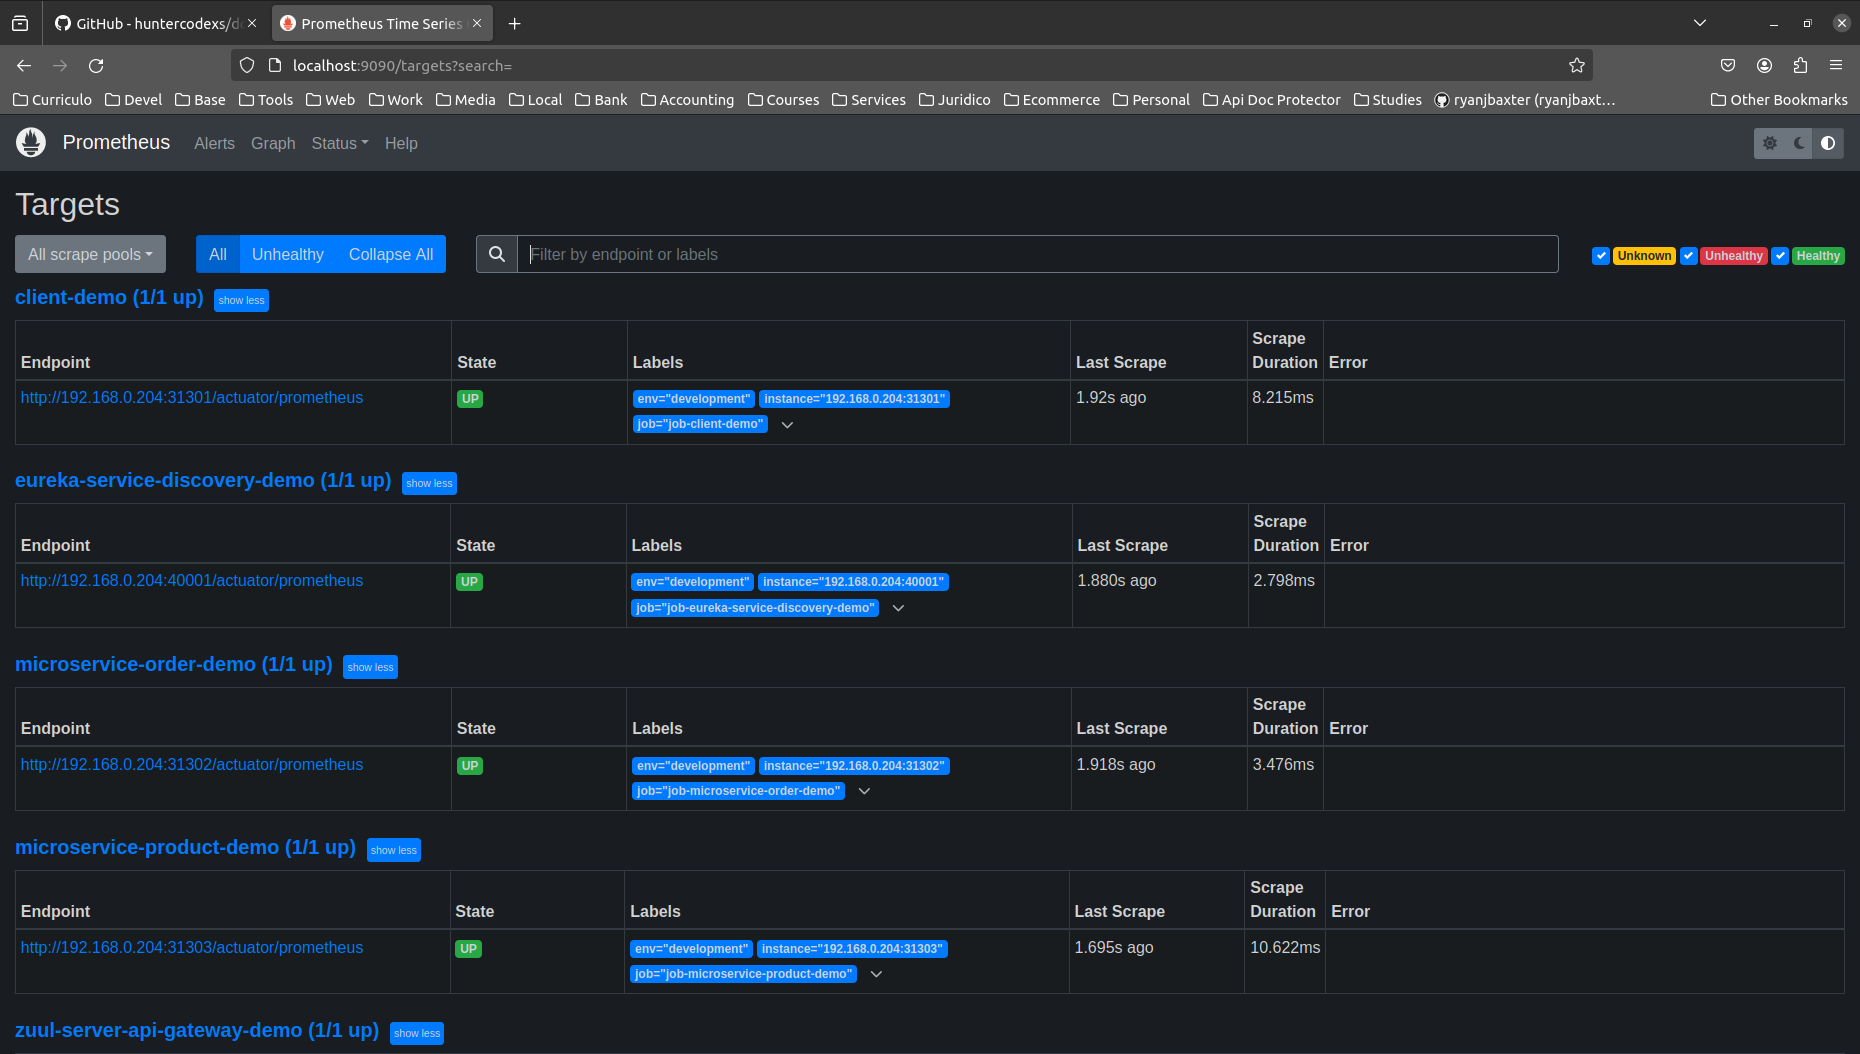 GitHub - huntercodexs/d
Prometheus Time Series
localhost:9090/targets?search=
Curriculo Devel Base Tools Web Work Media Local Bank Accounting Courses Services Juridico Ecommerce Personal Api Doc Protector Studies ryanjbaxter (ryanjbaxt… Other Bookmarks
Prometheus Alerts Graph Status Help
Targets
All scrape pools All Unhealthy Collapse All Filter by endpoint or labels Unknown Unhealthy Healthy
client-demo (1/1 up) show less
Endpoint State Labels Last Scrape Scrape Duration Error
http://192.168.0.204:31301/actuator/prometheus UP env="development" instance="192.168.0.204:31301" 1.92s ago 8.215ms
job="job-client-demo"
eureka-service-discovery-demo (1/1 up) show less
Endpoint State Labels Last Scrape Scrape Duration Error
http://192.168.0.204:40001/actuator/prometheus UP env="development" instance="192.168.0.204:40001" 1.880s ago 2.798ms
job="job-eureka-service-discovery-demo"
microservice-order-demo (1/1 up) show less
Endpoint State Labels Last Scrape Scrape Duration Error
http://192.168.0.204:31302/actuator/prometheus UP env="development" instance="192.168.0.204:31302" 1.918s ago 3.476ms
job="job-microservice-order-demo"
microservice-product-demo (1/1 up) show less
Endpoint State Labels Last Scrape Scrape Duration Error
http://192.168.0.204:31303/actuator/prometheus UP env="development" instance="192.168.0.204:31303" 1.695s ago 10.622ms
job="job-microservice-product-demo"
zuul-server-api-gateway-demo (1/1 up) show less